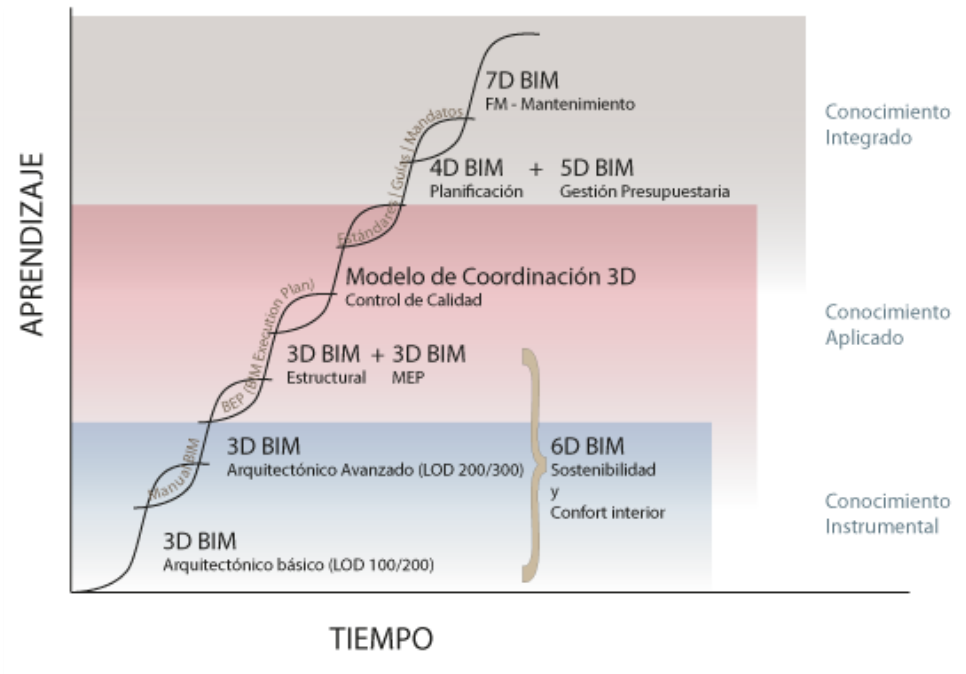 7D BIM
FM - Mantenimiento
Conocimiento
Integrado
Estándares | Guías | Mandatos
4D BIM + 5D BIM
Planificación Gestión Presupuestaria
APRENDIZAJE
Modelo de Coordinación 3D
Control de Calidad
Conocimiento
Aplicado
BEP (BIM Execution Plan)
3D BIM + 3D BIM
Estructural MEP
Manual BIM
3D BIM
Arquitectónico Avanzado (LOD 200/300)
6D BIM
Sostenibilidad
y
Confort interior
Conocimiento
Instrumental
3D BIM
Arquitectónico básico (LOD 100/200)
TIEMPO